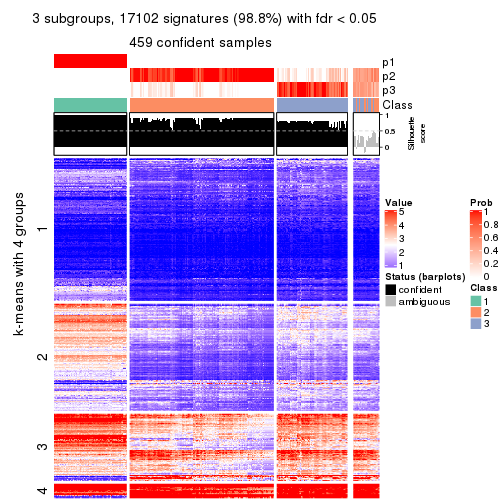 3 subgroups, 17102 signatures (98.8%) with fdr < 0.05
459 confident samples
p1
p2
p3
Class
1
0.5
0
Silhouette
score
k-means with 4 groups
1
2
3
4
Value
5
4
3
2
1
Status (barplots)
confident
ambiguous
Prob
1
0.8
0.6
0.4
0.2
0
Class
1
2
3